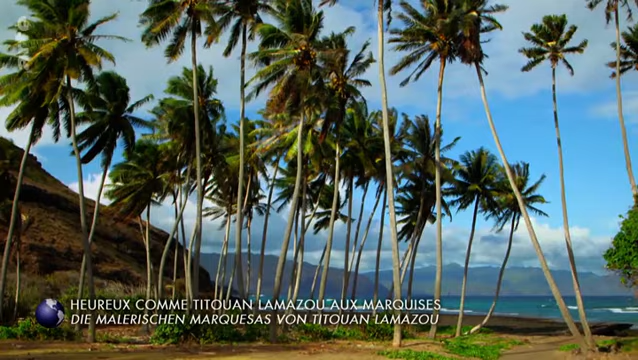 HEUREUX COMME TITOUAN LAMAZOU AUX MARQUISES
DIE MALERISCHEN MARQUESAS VON TITOUAN LAMAZOU